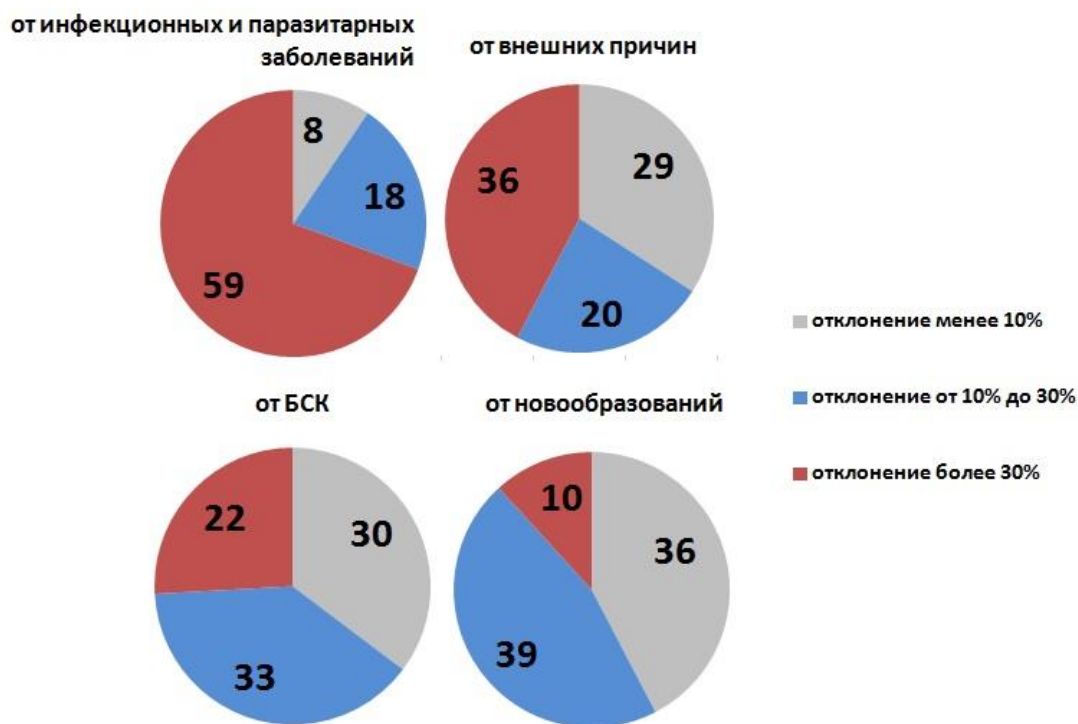 от инфекционных и паразитарных
заболеваний
от внешних причин
8
18
59
29
36
20
отклонение менее 10%
отклонение от 10% до 30%
отклонение более 30%
от БСК
от новообразований
22
30
33
10
36
39